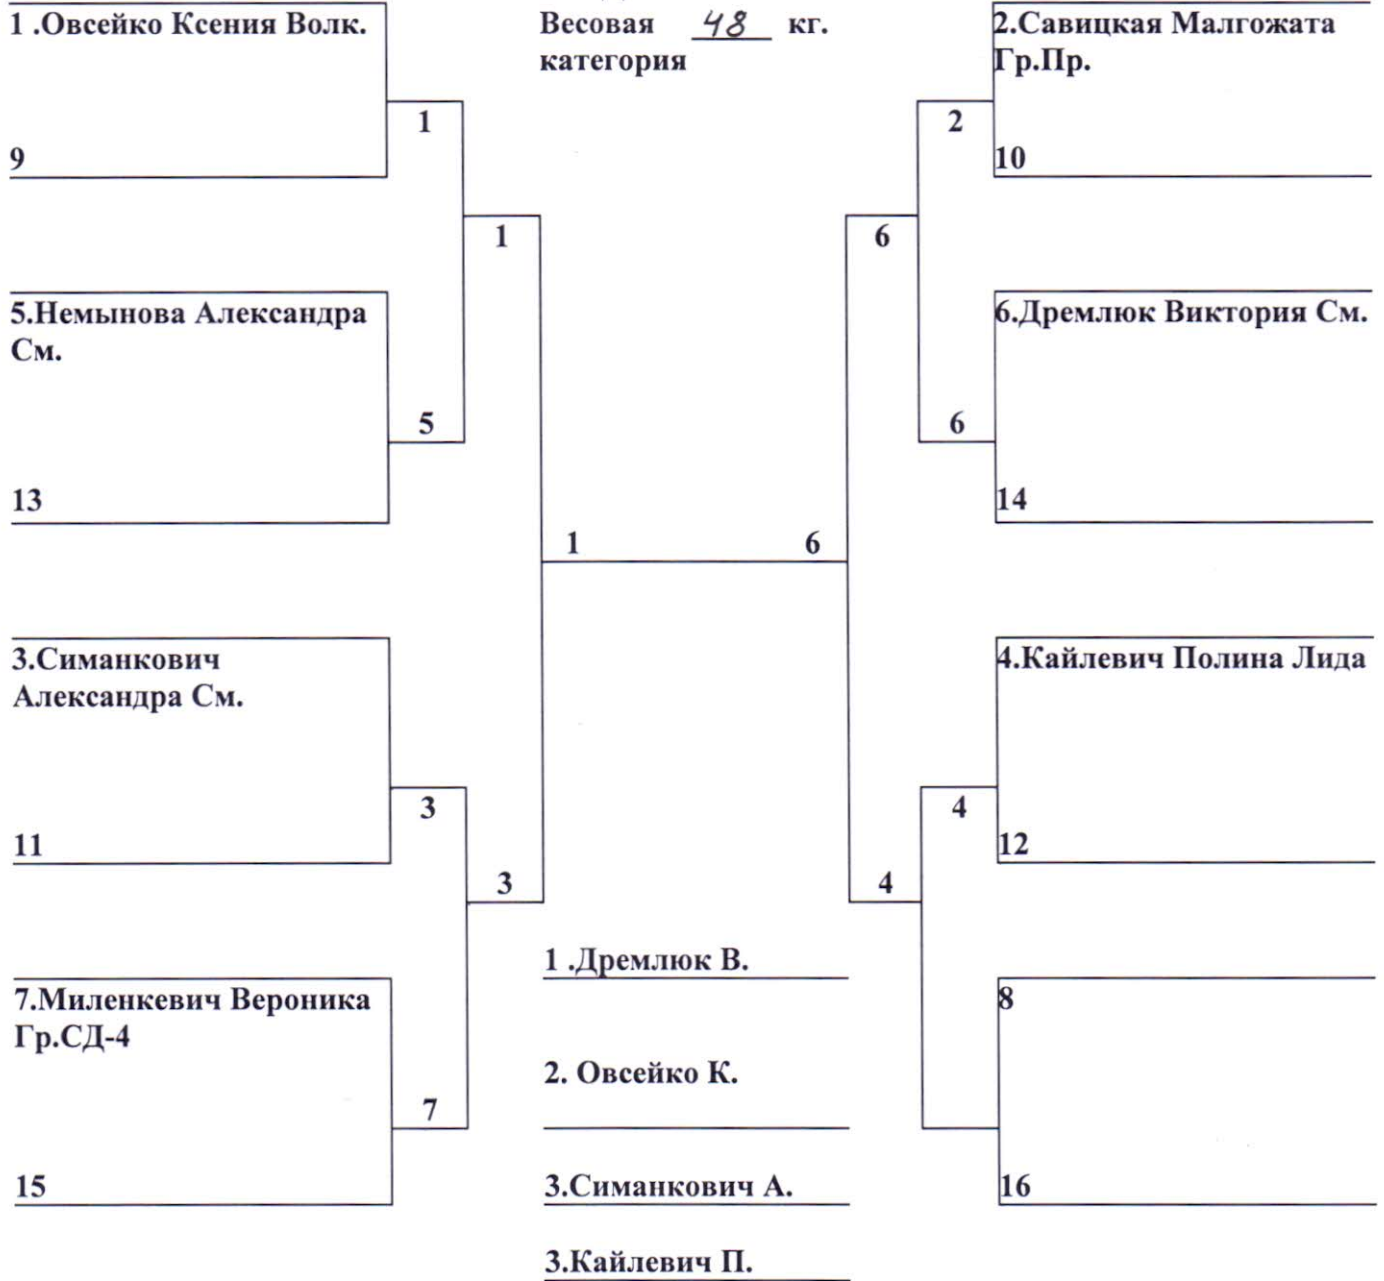 1 .Овсейко Ксения Волк.
9
1
5.Немынова Александра
См.
13
5
1
3.Симанкович
Александра См.
11
3
7.Миленкевич Вероника
Гр.СД-4
15
7
3
1
Весовая 48 кг.
категория
6
2.Савицкая Малгожата
Гр.Пр.
10
2
6.Дремлюк Виктория См.
14
6
6
4.Кайлевич Полина Лида
12
4
8
16
4
1 .Дремлюк В.
2. Овсейко К.
3.Симанкович А.
3.Кайлевич П.